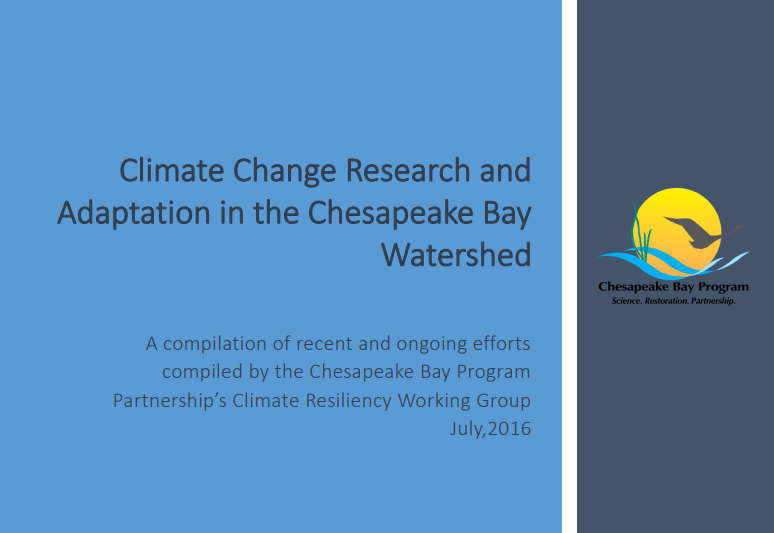 Climate Change Research and
Adaptation in the Chesapeake Bay
Watershed
A compilation of recent and ongoing efforts
compiled by the Chesapeake Bay Program
Partnership’s Climate Resiliency Working Group
July,2016
Chesapeake Bay Program
Science. Restoration. Partnership.